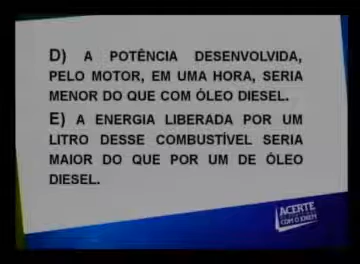 D) A POTÊNCIA DESENVOLVIDA,
PELO MOTOR, EM UMA HORA, SERIA
MENOR DO QUE COM ÓLEO DIESEL.
E) A ENERGIA LIBERADA POR UM
LITRO DESSE COMBUSTÍVEL SERIA
MAIOR DO QUE POR UM DE ÓLEO
DIESEL.
ACERTE
COM O ENEM